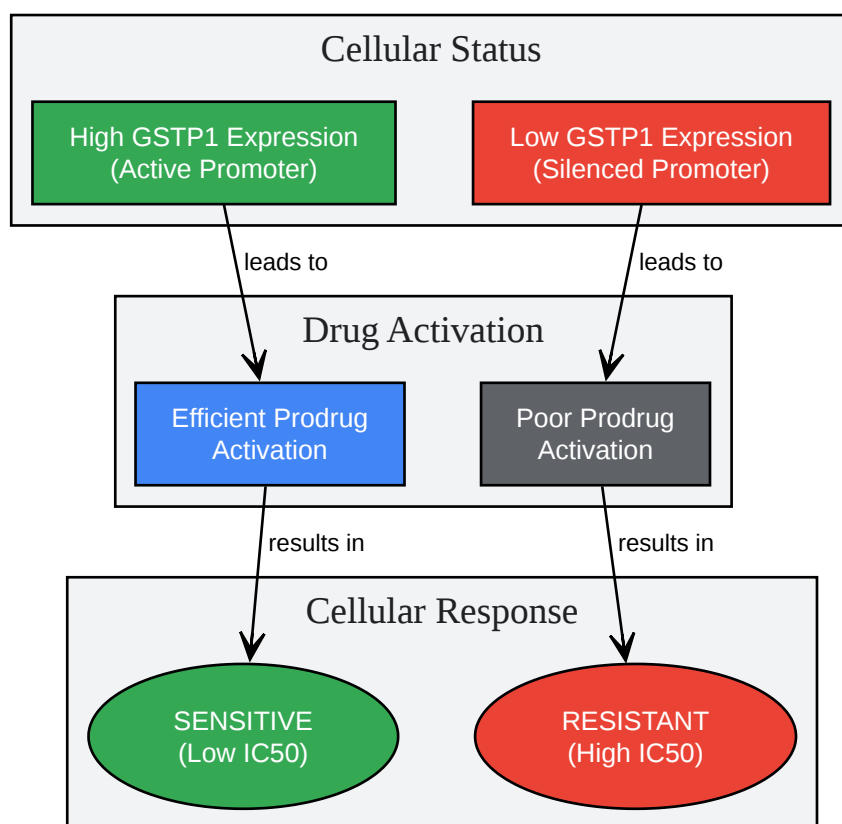 Cellular Status
High GSTP1 Expression
(Active Promoter)
Low GSTP1 Expression
(Silenced Promoter)
leads to
leads to
Drug Activation
Efficient Prodrug
Activation
Poor Prodrug
Activation
results in
results in
Cellular Response
SENSITIVE
(Low IC50)
RESISTANT
(High IC50)